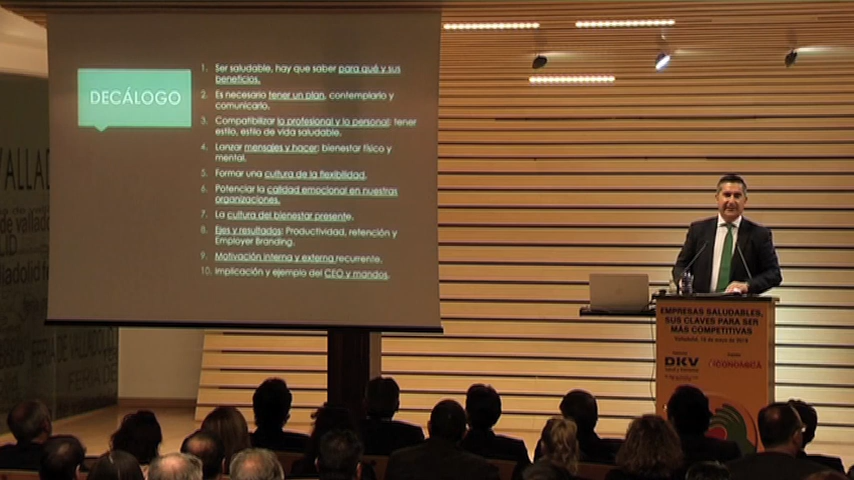 DECÁLOGO
1. Ser saludable, hay que saber para qué y sus
beneficios.
2. Es necesario tener un plan, contemplarlo y
comunicarlo.
3. Compatibilizar lo profesional y lo personal: tener
estilo, estilo de vida saludable.
4. Lanzar mensajes y hacer: bienestar físico y
mental.
5. Formar una cultura de la flexibilidad.
6. Potenciar la calidad emocional en nuestras
organizaciones.
7. La cultura del bienestar presente.
8. Ejes y resultados: Productividad, retención y
Employer Branding.
9. Motivación interna y externa recurrente.
10. Implicación y ejemplo del CEO y mandos.
EMPRESAS SALUDABLES,
SUS CLAVES PARA SER
MÁS COMPETITIVAS
DKV
VALLAD
de vallado
FERIA